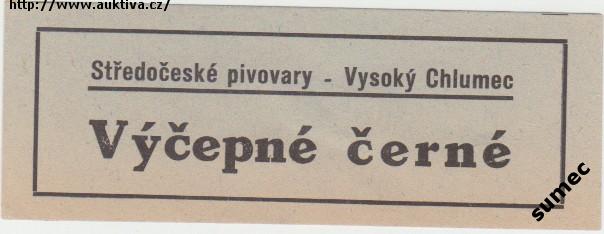 http://www.auktiva.cz/
Středočeské pivovary - Vysoký Chlumec
Výčepné černé
sumec